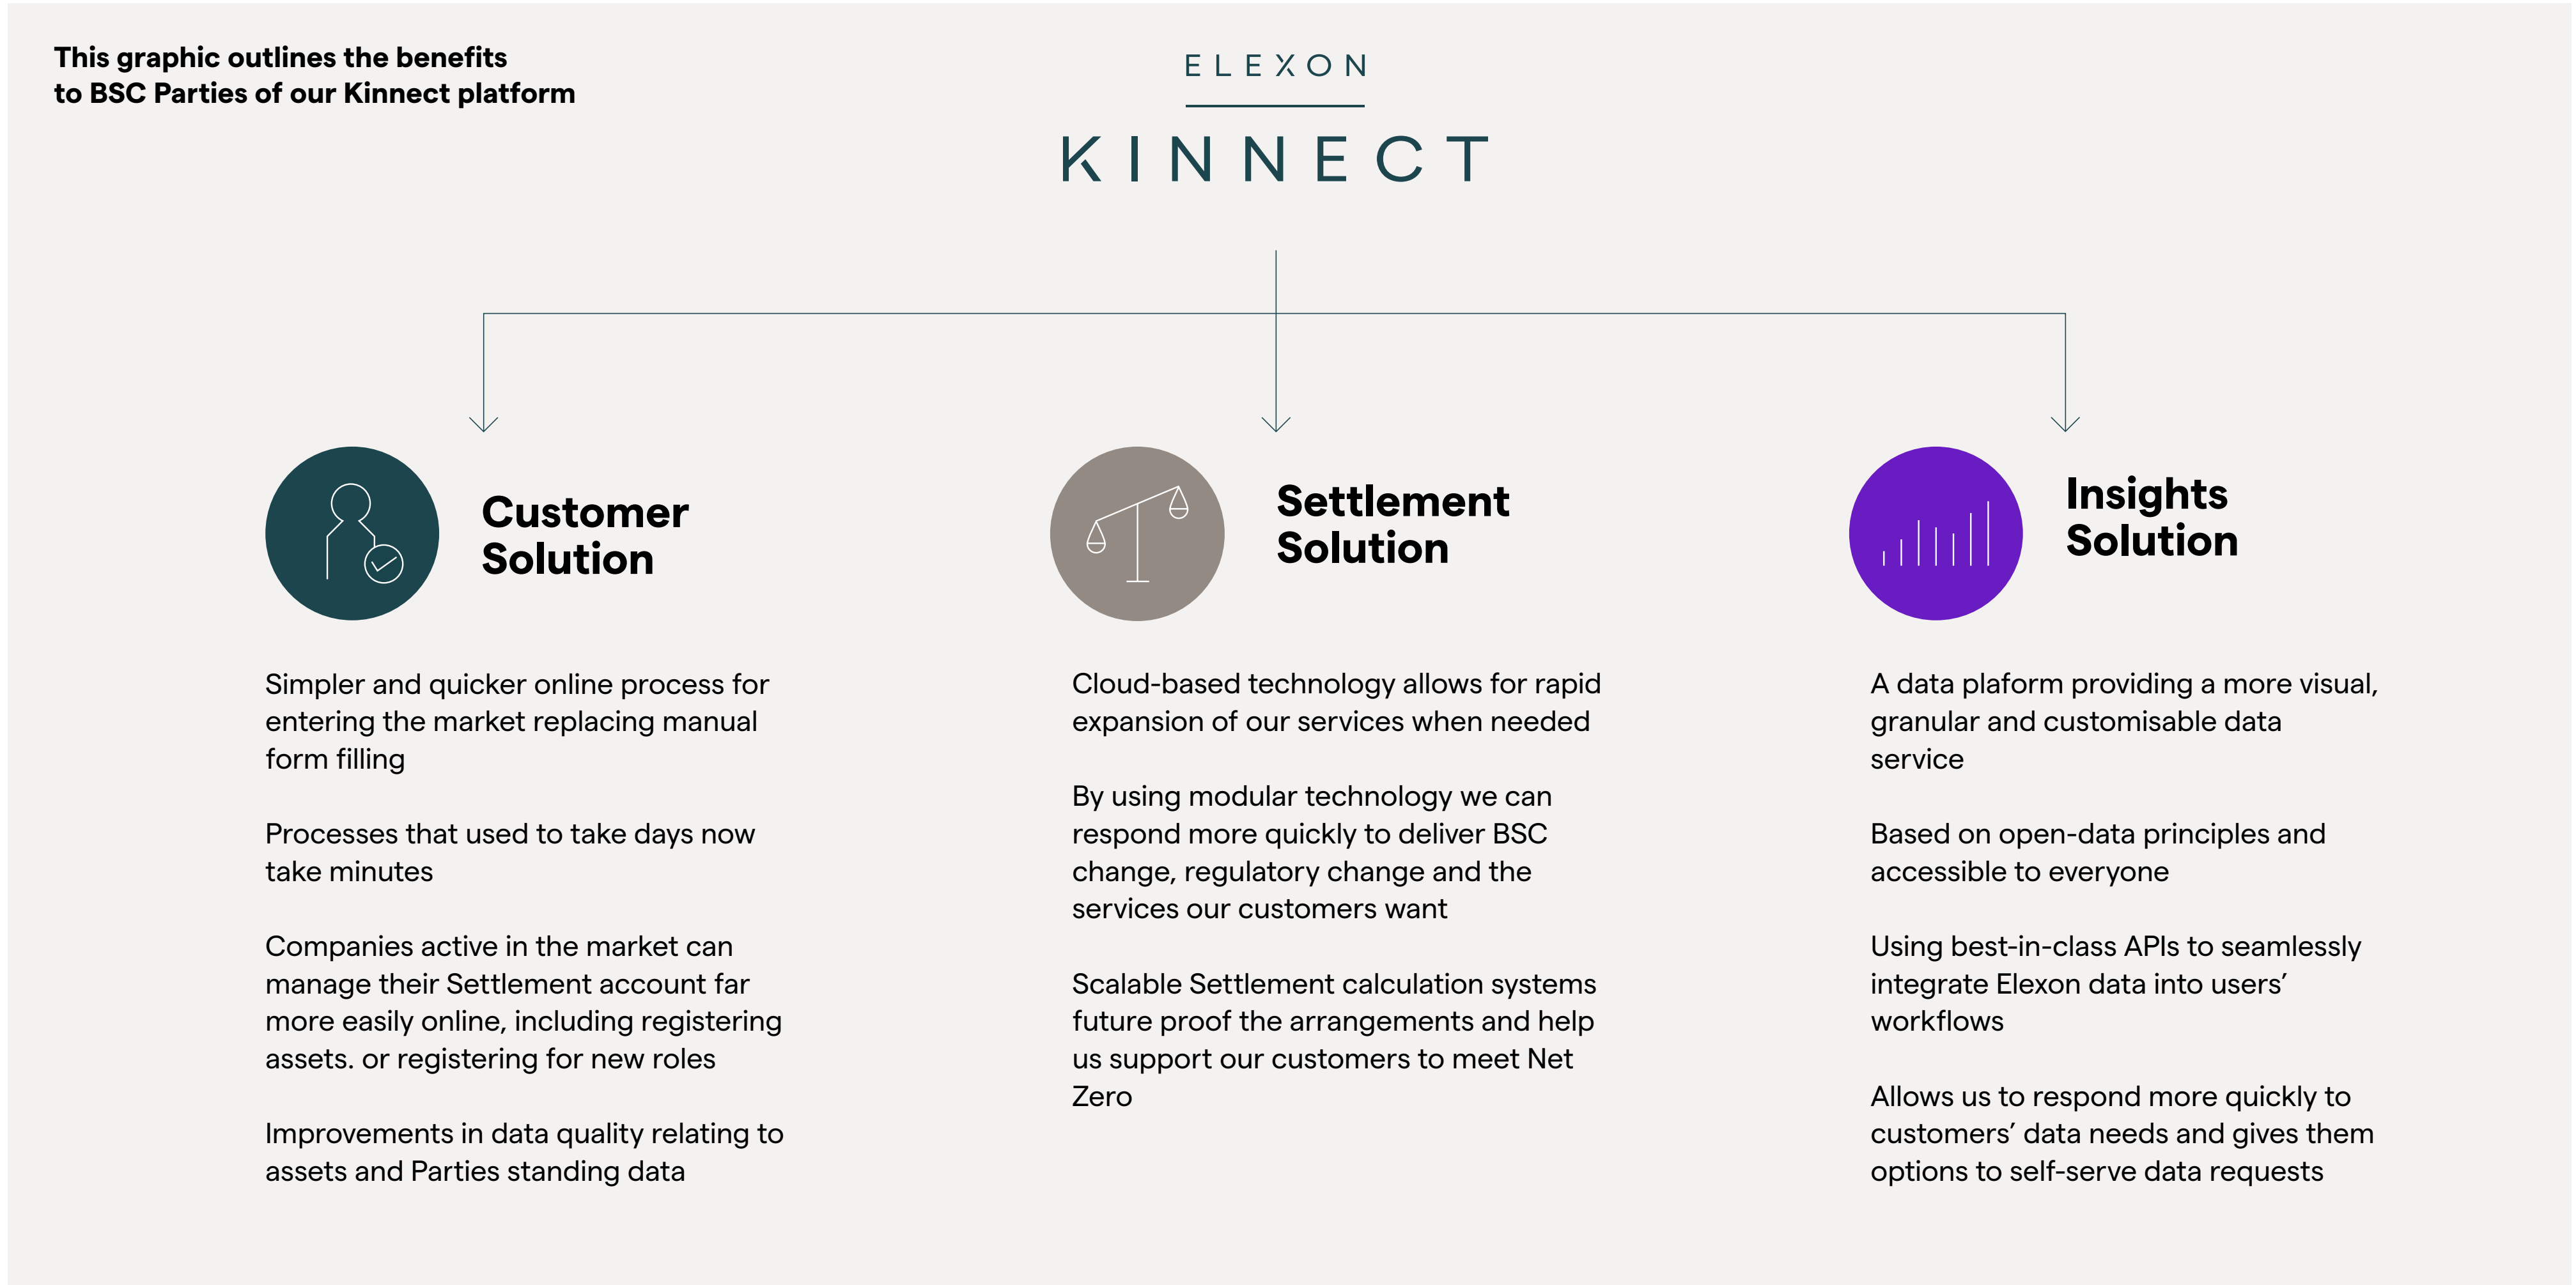 This graphic outlines the benefits
to BSC Parties of our Kinnect platform
ELEXON
KINNECT
Customer
Solution
Simpler and quicker online process for
entering the market replacing manual
form filling
Processes that used to take days now
take minutes
Companies active in the market can
manage their Settlement account far
more easily online, including registering
assets. or registering for new roles
Improvements in data quality relating to
assets and Parties standing data
Settlement
Solution
Cloud-based technology allows for rapid
expansion of our services when needed
By using modular technology we can
respond more quickly to deliver BSC
change, regulatory change and the
services our customers want
Scalable Settlement calculation systems
future proof the arrangements and help
us support our customers to meet Net
Zero
Insights
Solution
A data plaform providing a more visual,
granular and customisable data
service
Based on open-data principles and
accessible to everyone
Using best-in-class APIs to seamlessly
integrate Elexon data into users’
workflows
Allows us to respond more quickly to
customers’ data needs and gives them
options to self-serve data requests